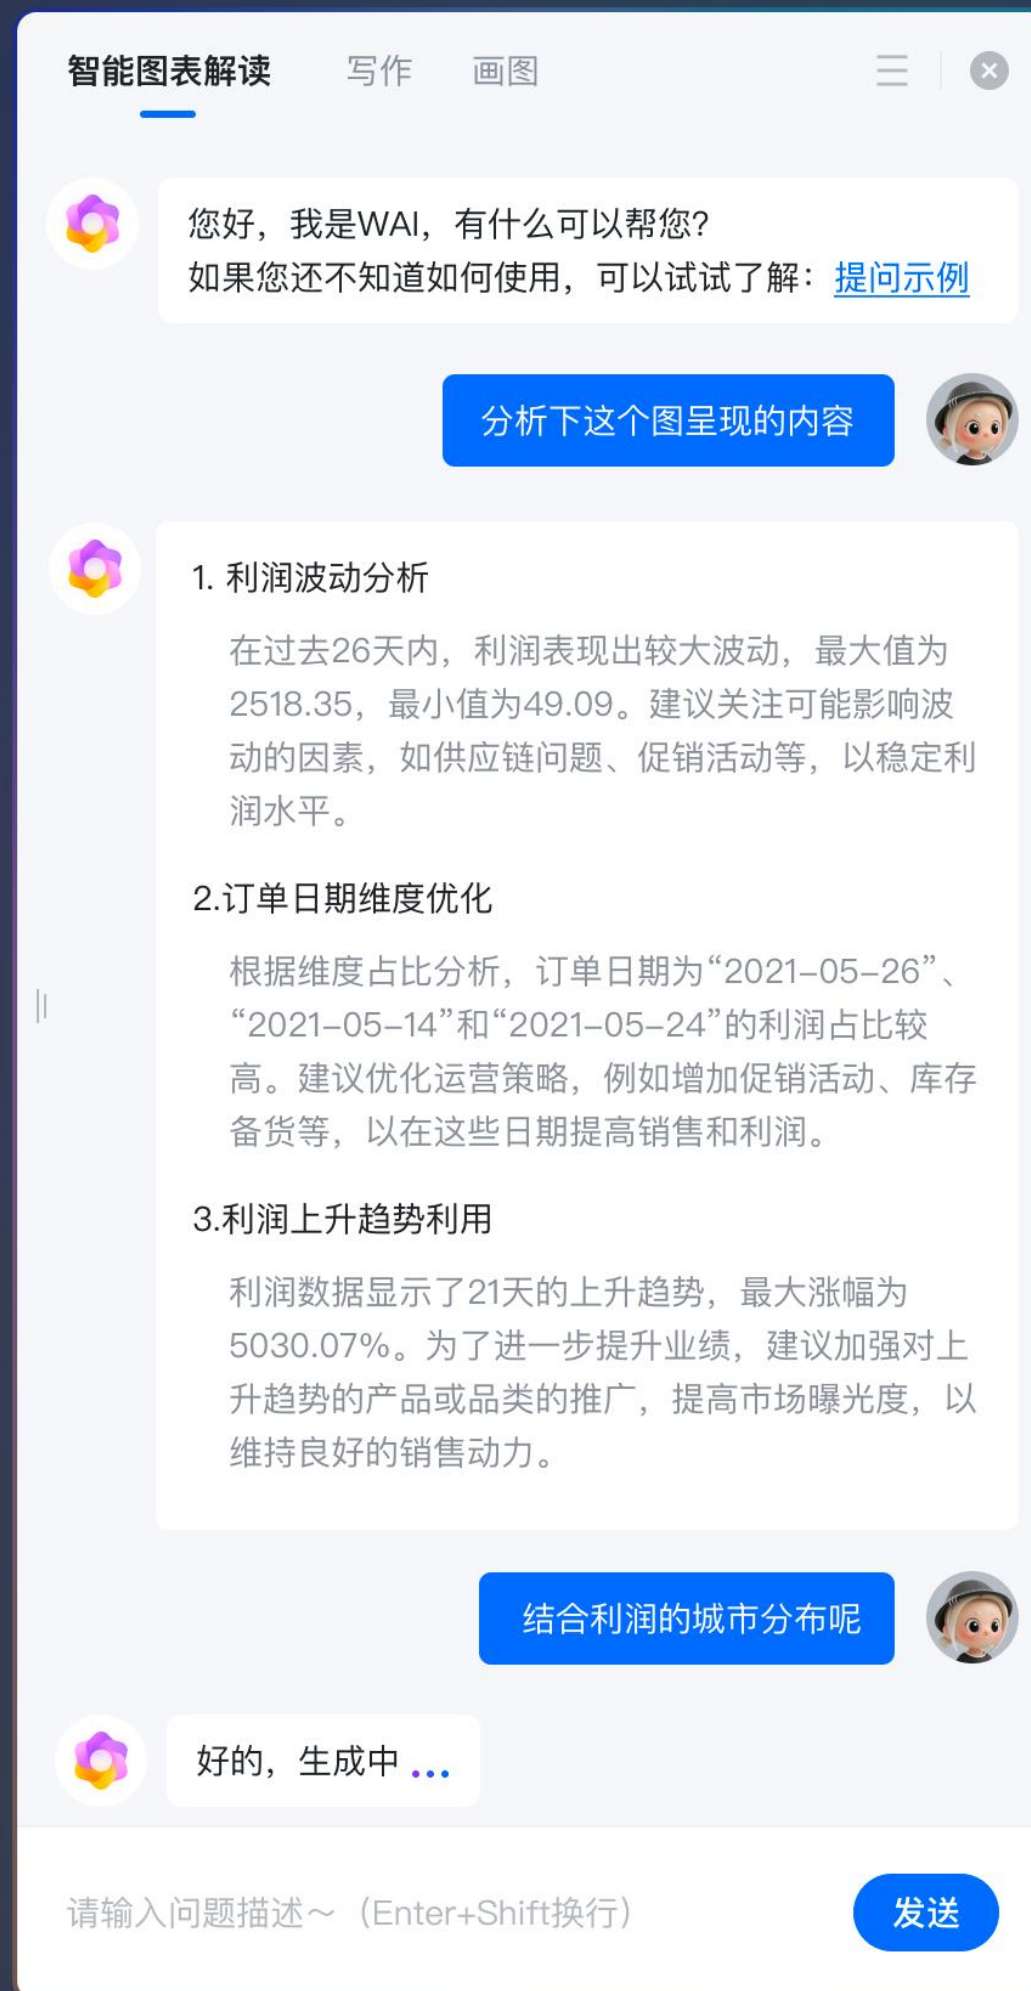 智能图表解读 写作 画图
您好，我是WAI，有什么可以帮您?
如果您还不知道如何使用，可以试试了解：提问示例
分析下这个图呈现的内容
1. 利润波动分析
在过去26天内，利润表现出较大波动，最大值为
2518.35，最小值为49.09。建议关注可能影响波
动的因素，如供应链问题、促销活动等，以稳定利
润水平。
2.订单日期维度优化
根据维度占比分析，订单日期为“2021-05-26”、
“2021-05-14”和“2021-05-24”的利润占比较
高。建议优化运营策略，例如增加促销活动、库存
备货等，以在这些日期提高销售和利润。
3.利润上升趋势利用
利润数据显示了21天的上升趋势，最大涨幅为
5030.07%。为了进一步提升业绩，建议加强对上
升趋势的产品或品类的推广，提高市场曝光度，以
维持良好的销售动力。
结合利润的城市分布呢
好的，生成中...
请输入问题描述～（Enter+Shift换行）
发送